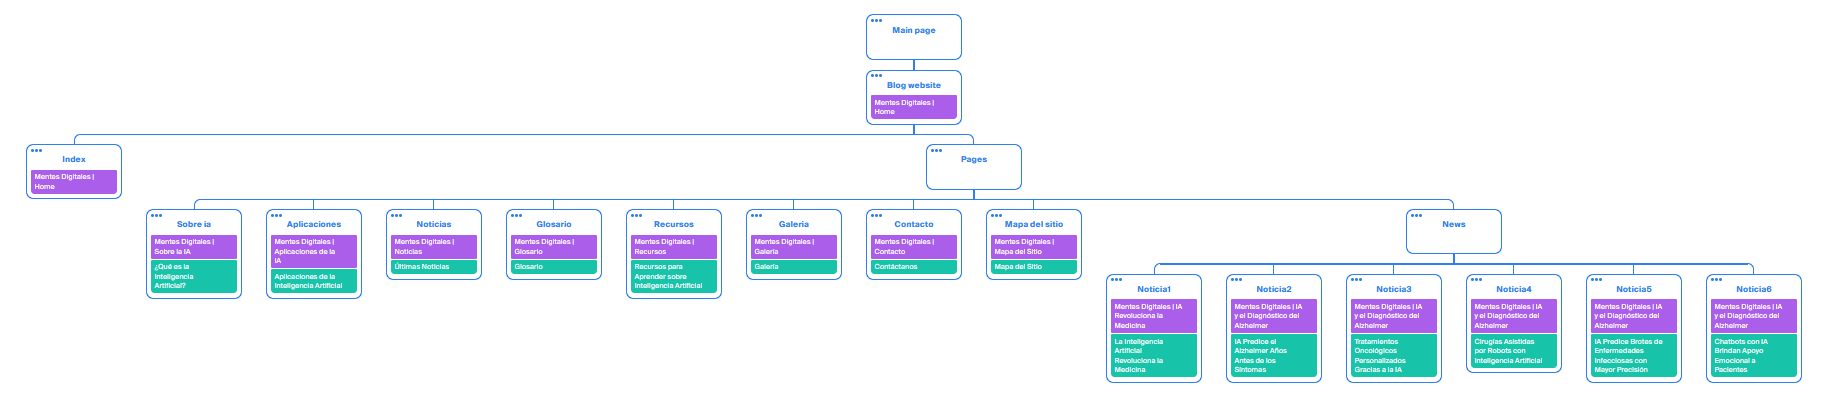 Main page
Blog website
Mentes Digitales |
Home
Index
Mentes Digitales |
Home
Pages
Sobre ia
Mentes Digitales |
Sobre la IA
¿Qué es la
Inteligencia
Artificial?
Aplicaciones
Mentes Digitales |
Aplicaciones de la
IA
Aplicaciones de la
Inteligencia Artificial
Noticias
Mentes Digitales |
Noticias
Últimas Noticias
Glosario
Mentes Digitales |
Glosario
Glosario
Recursos
Mentes Digitales |
Recursos
Recursos para
Aprender sobre
Inteligencia Artificial
Galeria
Mentes Digitales |
Galería
Galería
Contacto
Mentes Digitales |
Contacto
Contáctanos
Mapa del sitio
Mentes Digitales |
Mapa del Sitio
Mapa del Sitio
News
Noticia1
Mentes Digitales | IA
Revoluciona la
Medicina
La Inteligencia
Artificial
Revoluciona la
Medicina
Noticia2
Mentes Digitales | IA
y el Diagnóstico del
Alzheimer
IA Predice el
Alzheimer Años
Antes de los
Síntomas
Noticia3
Mentes Digitales | IA
y el Diagnóstico del
Alzheimer
Tratamientos
Oncológicos
Personalizados
Gracias a la IA
Noticia4
Mentes Digitales | IA
y el Diagnóstico del
Alzheimer
Cirugías Asistidas
por Robots con
Inteligencia Artificial
Noticia5
Mentes Digitales | IA
y el Diagnóstico del
Alzheimer
IA Predice Brotes de
Enfermedades
Infecciosas con
Mayor Precisión
Noticia6
Mentes Digitales | IA
y el Diagnóstico del
Alzheimer
Chatbots con IA
Brindan Apoyo
Emocional a
Pacientes